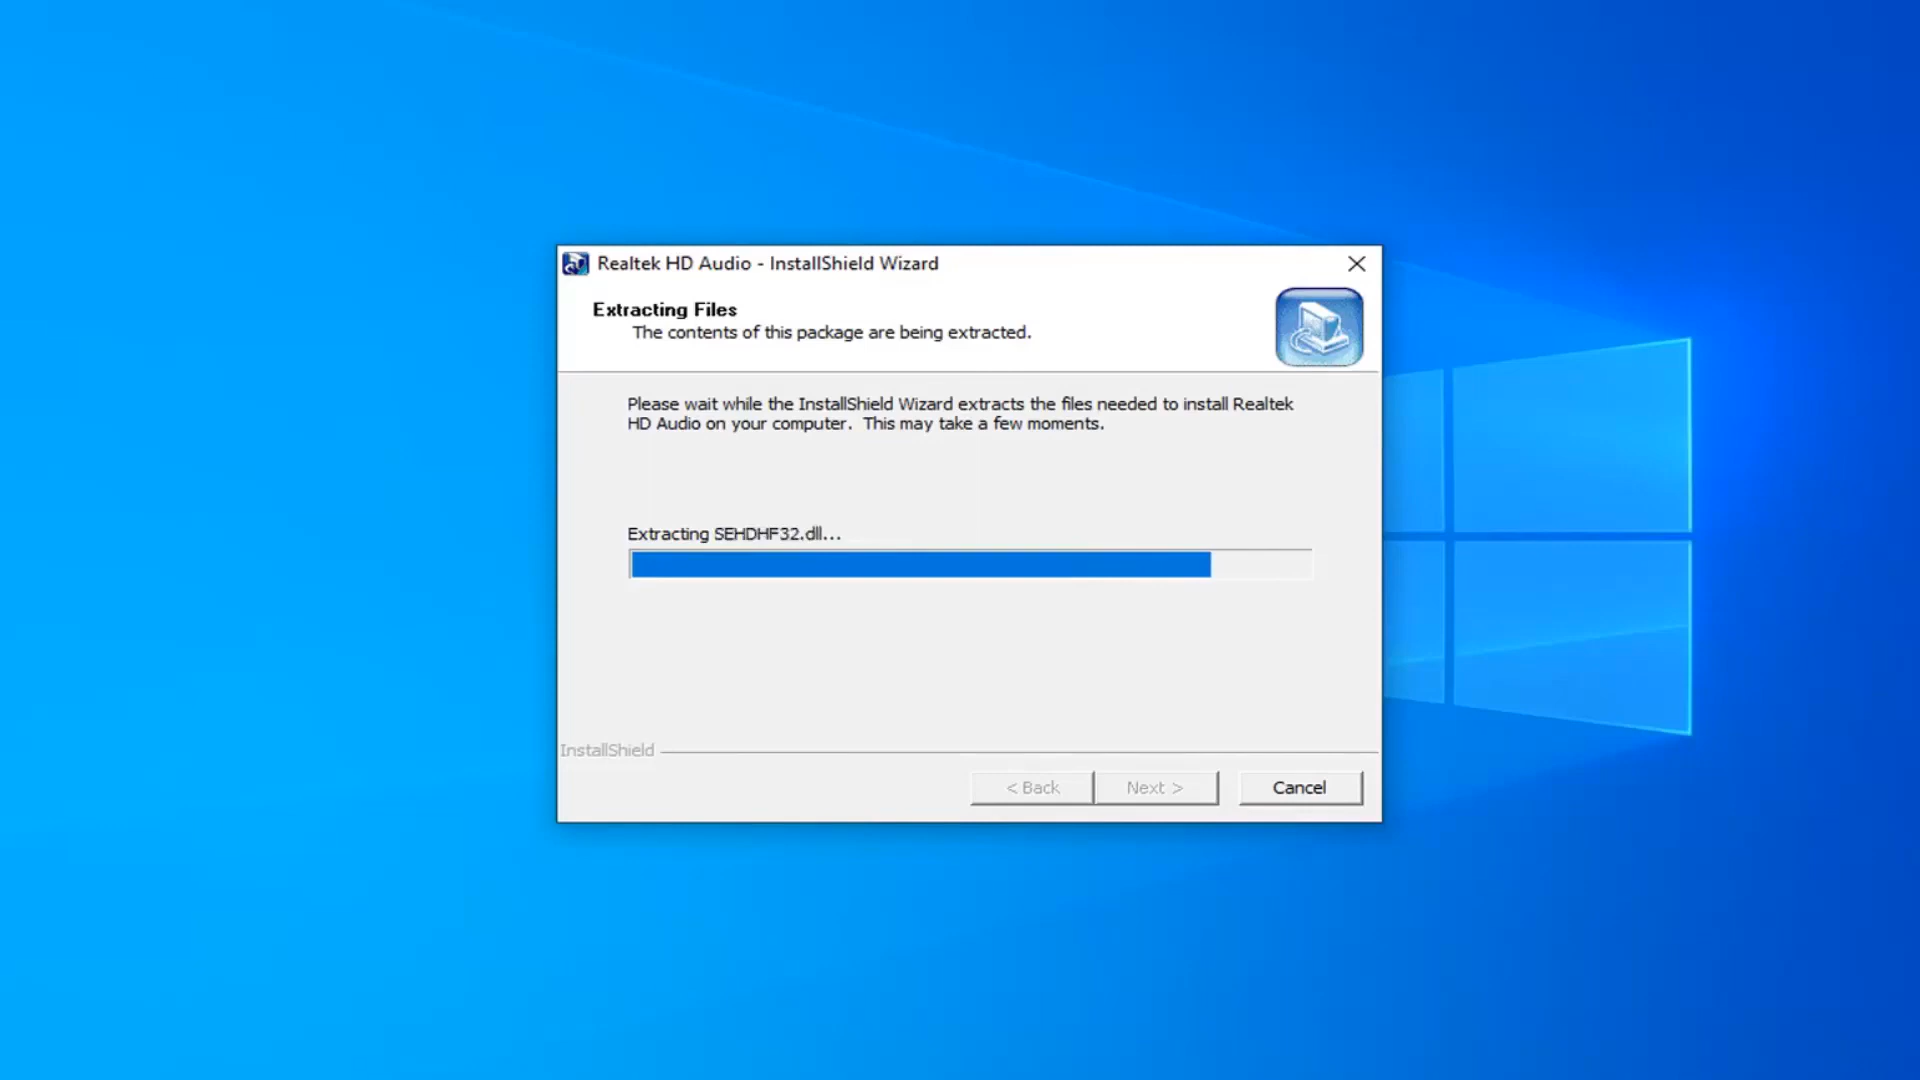 Realtek HD Audio - InstallShield Wizard
Extracting Files
The contents of this package are being extracted.
Please wait while the InstallShield Wizard extracts the files needed to install Realtek
HD Audio on your computer.  This may take a few moments.
Extracting SEHDHF32.dll...
InstallShield
< Back
Next >
Cancel